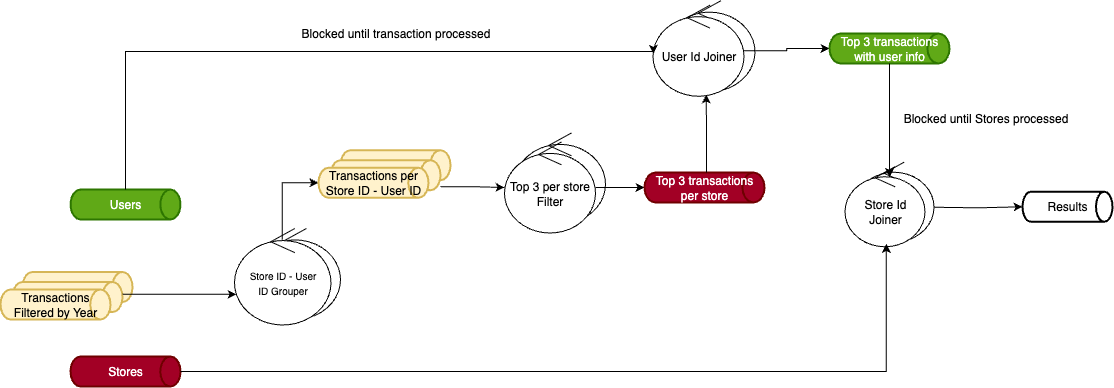 Blocked until transaction processed
User Id Joiner
Top 3 transactions
with user info
Blocked until Stores processed
Transactions per
Store ID - User ID
Top 3 per store
Filter
Top 3 transactions
per store
Users
Store Id
Joiner
Results
Store ID - User
ID Grouper
Transactions
Filtered by Year
Stores